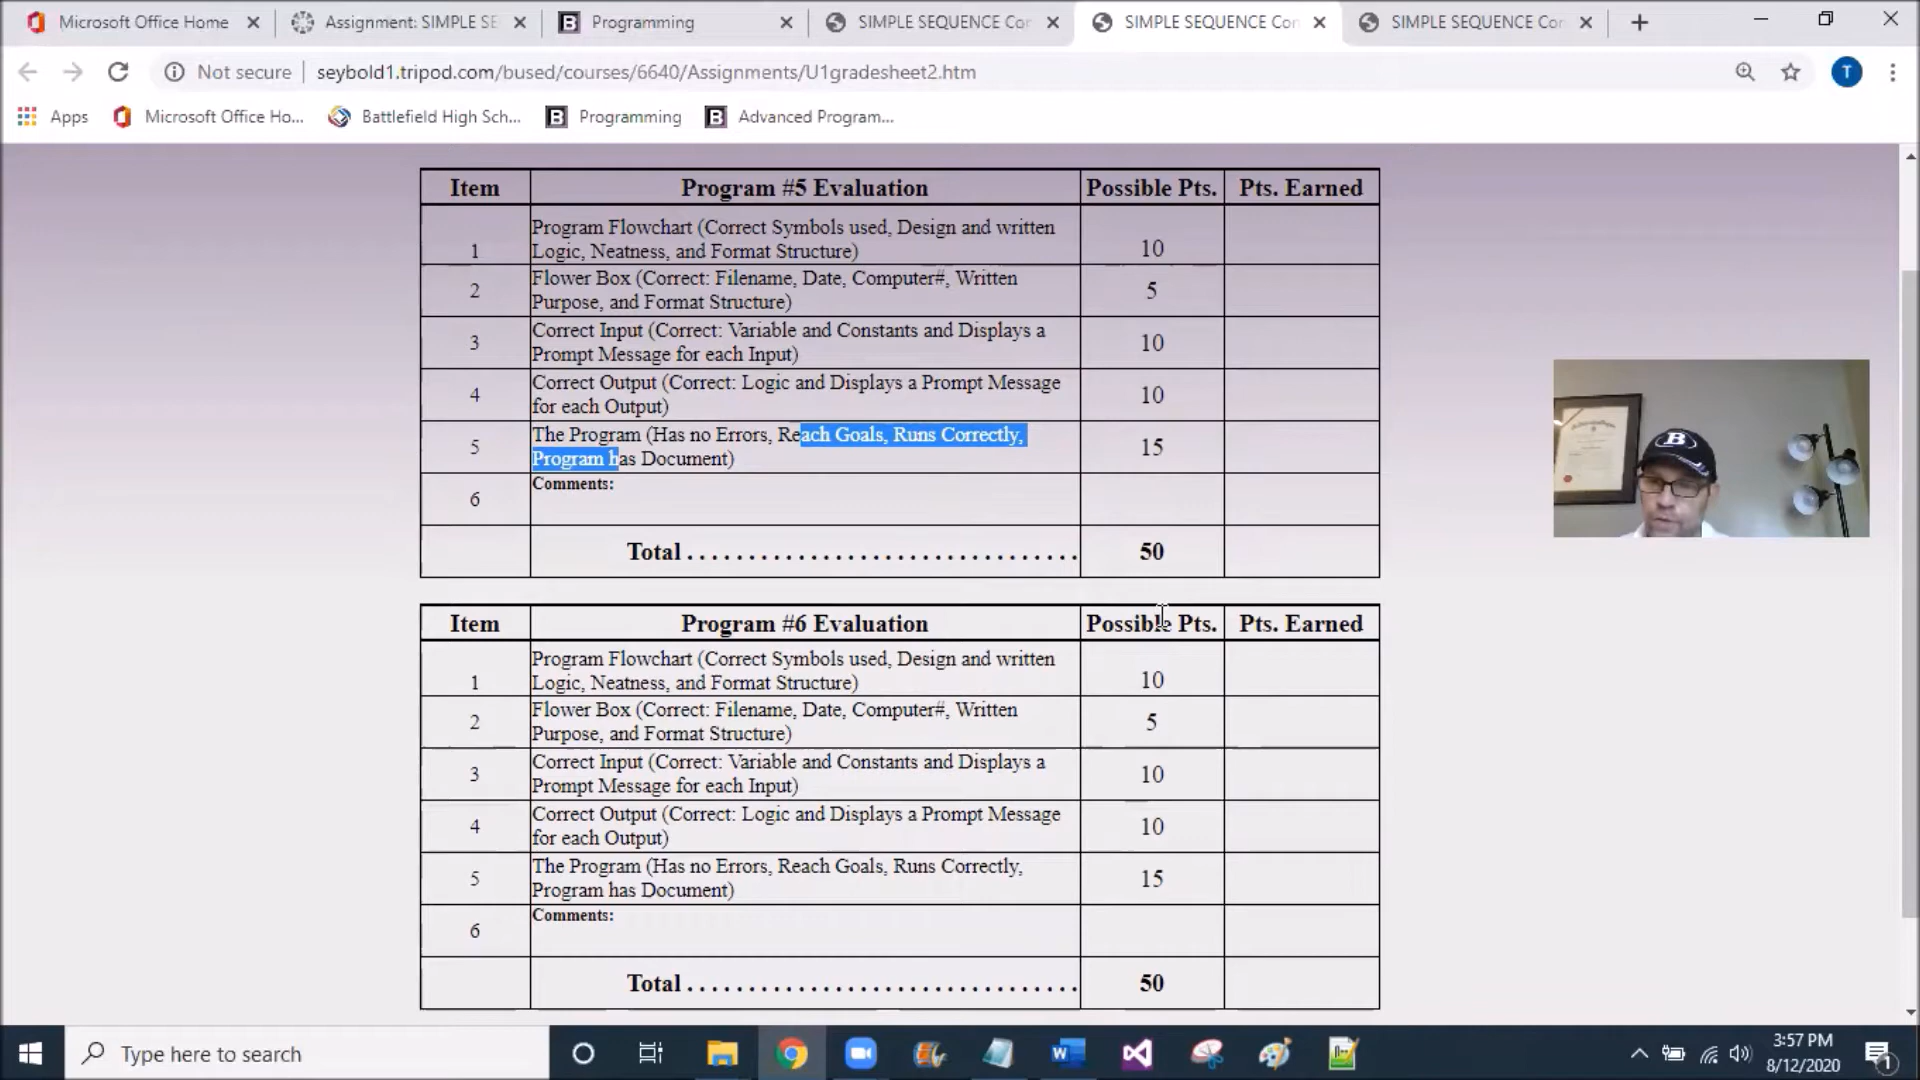 Microsoft Office Home
Assignment: SIMPLE SE
Programming
SIMPLE SEQUENCE Cor
SIMPLE SEQUENCE Con
SIMPLE SEQUENCE Cor
Not secure
seybold1.tripod.com/bused/courses/6640/Assignments/U1gradesheet2.htm
T
Apps
Microsoft Office Ho...
Battlefield High Sch...
Programming
Advanced Program...
Item Program #5 Evaluation Possible Pts. Pts. Earned
Program Flowchart (Correct Symbols used, Design and written
1 Logic, Neatness, and Format Structure) 10
Flower Box (Correct: Filename, Date, Computer#, Written
2 Purpose, and Format Structure) 5
Correct Input (Correct: Variable and Constants and Displays a
3 Prompt Message for each Input) 10
Correct Output (Correct: Logic and Displays a Prompt Message
4 for each Output) 10
The Program (Has no Errors, Reach Goals, Runs Correctly,
5 Program has Document) 15
6 Comments:
Total . . . . . . . . . . . . . . . . . . . . . . . . . . . . . . . . 50
Item Program #6 Evaluation Possible Pts. Pts. Earned
Program Flowchart (Correct Symbols used, Design and written
1 Logic, Neatness, and Format Structure) 10
Flower Box (Correct: Filename, Date, Computer#, Written
2 Purpose, and Format Structure) 5
Correct Input (Correct: Variable and Constants and Displays a
3 Prompt Message for each Input) 10
Correct Output (Correct: Logic and Displays a Prompt Message
4 for each Output) 10
The Program (Has no Errors, Reach Goals, Runs Correctly,
5 Program has Document) 15
6 Comments:
Total . . . . . . . . . . . . . . . . . . . . . . . . . . . . . . . . 50
B
Type here to search
3:57 PM
8/12/2020
1